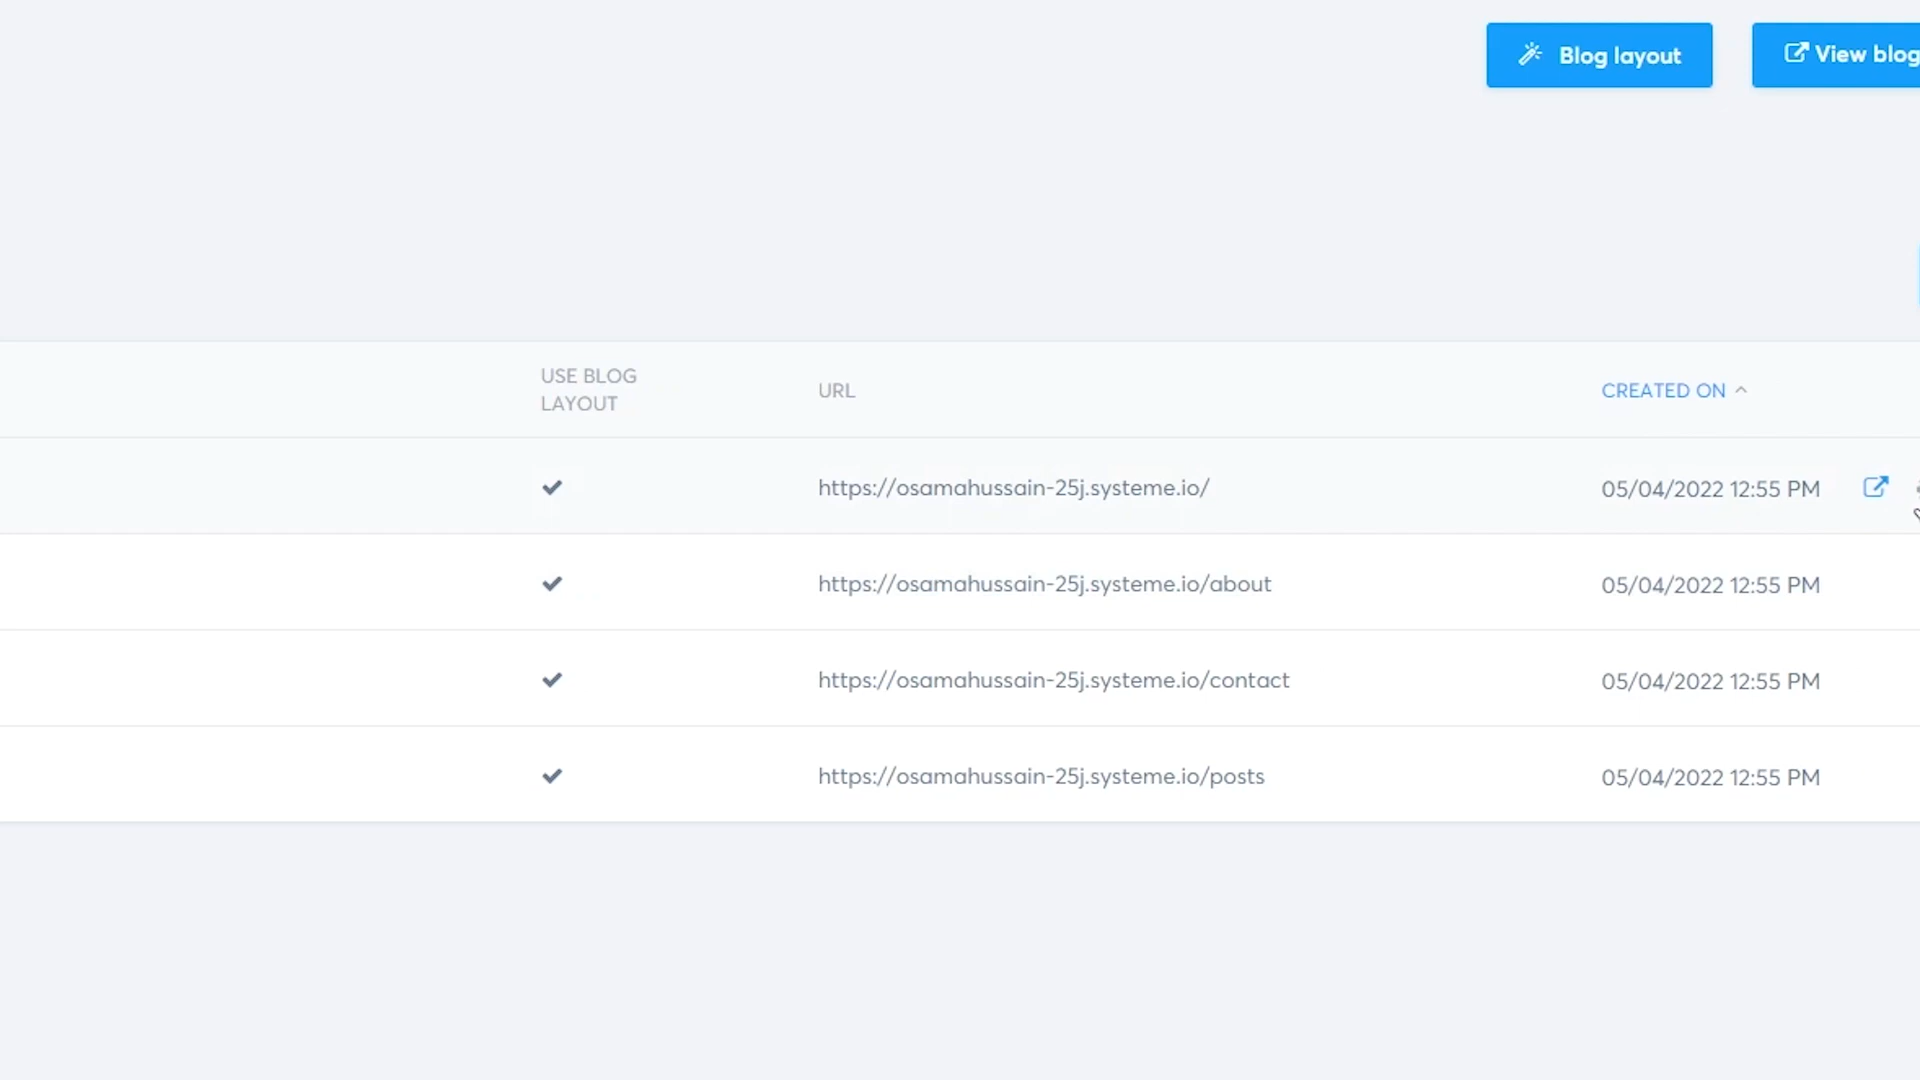 Blog layout
View blog
USE BLOG
LAYOUT
URL
CREATED ON
https://osamahussain-25j.systeme.io/
05/04/2022 12:55 PM
https://osamahussain-25j.systeme.io/about
05/04/2022 12:55 PM
https://osamahussain-25j.systeme.io/contact
05/04/2022 12:55 PM
https://osamahussain-25j.systeme.io/posts
05/04/2022 12:55 PM